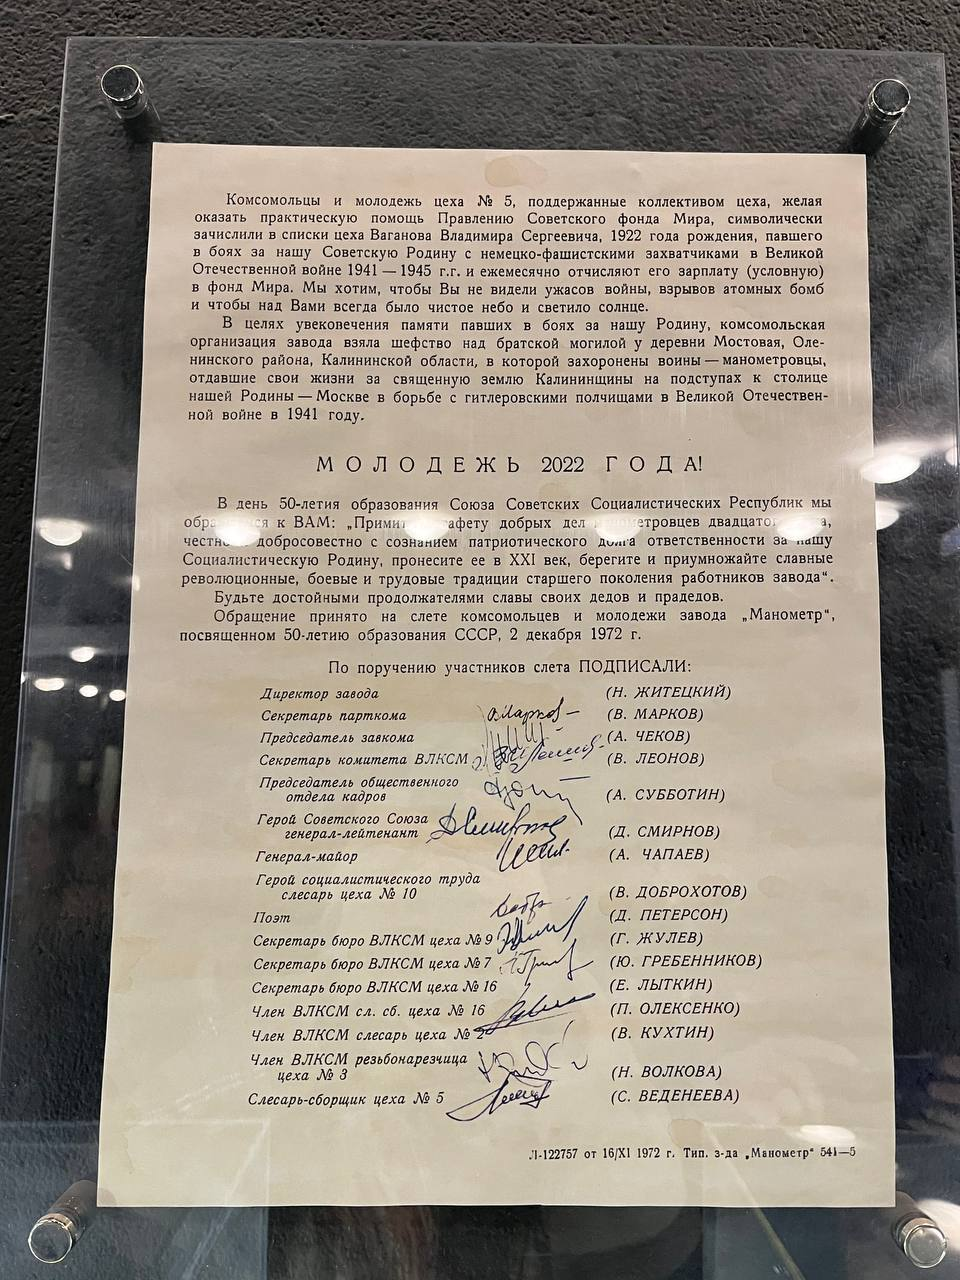 Комсомольцы и молодежь цеха № 5, поддержанные коллективом цеха, желая
оказать практическую помощь Правлению Советского фонда Мира, символически
зачислили в списки цеха Ваганова Владимира Сергеевича, 1922 года рождения, павшего
в боях за нашу Советскую Родину с немецко-фашистскими захватчиками в Великой
Отечественной войне 1941 — 1945 г.г. и ежемесячно отчисляют его зарплату (условную)
в фонд Мира. Мы хотим, чтобы Вы не видели ужасов войны, взрывов атомных бомб
и чтобы над Вами всегда было чистое небо и светило солнце.
В целях увековечения памяти павших в боях за нашу Родину, комсомольская
организация завода взяла шефство над братской могилой у деревни Мостовая, Оле-
нинского района, Калининской области, в которой захоронены воины — манометровцы,
отдавшие свои жизни за священную землю Калининщины на подступах к столице
нашей Родины — Москве в борьбе с гитлеровскими полчищами в Великой Отечествен-
ной войне в 1941 году.
МОЛОДЕЖЬ 2022 ГОДА!
В день 50-летия образования Союза Советских Социалистических Республик мы
к ВАМ: „Примите эстафету добрых дел манометровцев двадцатого
честно, добросовестно с сознанием патриотического долга ответственности за нашу
Социалистическую Родину, пронесите ее в XXI век, берегите и приумножайте славные
революционные, боевые и трудовые традиции старшего поколения работников завода“.
Будьте достойными продолжателями славы своих дедов и прадедов.
Обращение принято на слете комсомольцев и молодежи завода „Манометр“,
посвященном 50-летию образования СССР, 2 декабря 1972 г.
По поручению участников слета ПОДПИСАЛИ:
Директор завода (Н. ЖИТЕЦКИЙ)
Секретарь парткома (В. МАРКОВ)
Председатель завкома (А. ЧЕКОВ)
Секретарь комитета ВЛКСМ (В. ЛЕОНОВ)
Председатель общественного
отдела кадров (А. СУББОТИН)
Герой Советского Союза
генерал-лейтенант (Д. СМИРНОВ)
Генерал-майор (А. ЧАПАЕВ)
Герой социалистического труда
слесарь цеха № 10 (В. ДОБРОХОТОВ)
Поэт (Д. ПЕТЕРСОН)
Секретарь бюро ВЛКСМ цеха № 9 (Г. ЖУЛЕВ)
Секретарь бюро ВЛКСМ цеха № 7 (Ю. ГРЕБЕННИКОВ)
Секретарь бюро ВЛКСМ цеха № 16 (Е. ЛЫТКИН)
Член ВЛКСМ сл. сб. цеха № 16 (П. ОЛЕКСЕНКО)
Член ВЛКСМ слесарь цеха № 2 (В. КУХТИН)
Член ВЛКСМ резьбонарезчица
цеха № 3 (Н. ВОЛКОВА)
Слесарь-сборщик цеха № 5 (С. ВЕДЕНЕЕВА)
Л-122757 от 16/XI 1972 г. Тип. з-да „Манометр“ 541—5